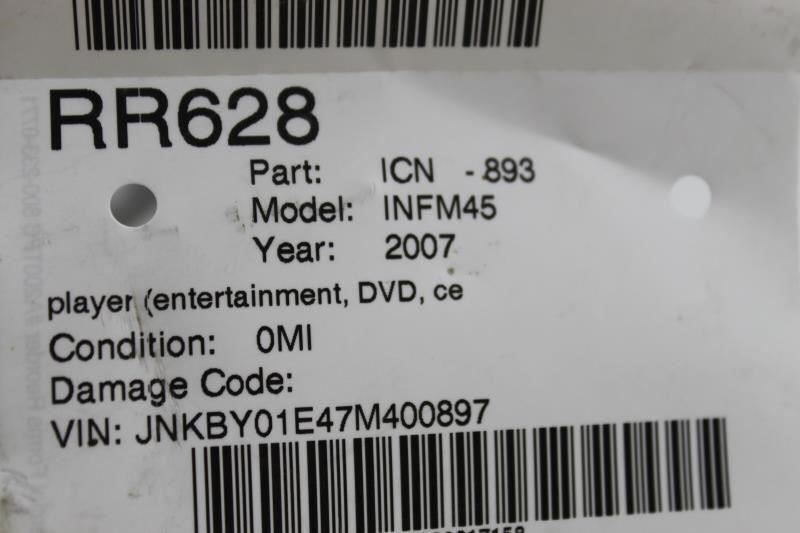 RR628
Part: ICN - 893
Model: INFM45
Year: 2007
player (entertainment, DVD, ce
Condition: 0MI
Damage Code:
VIN: JNKBY01E47M400897